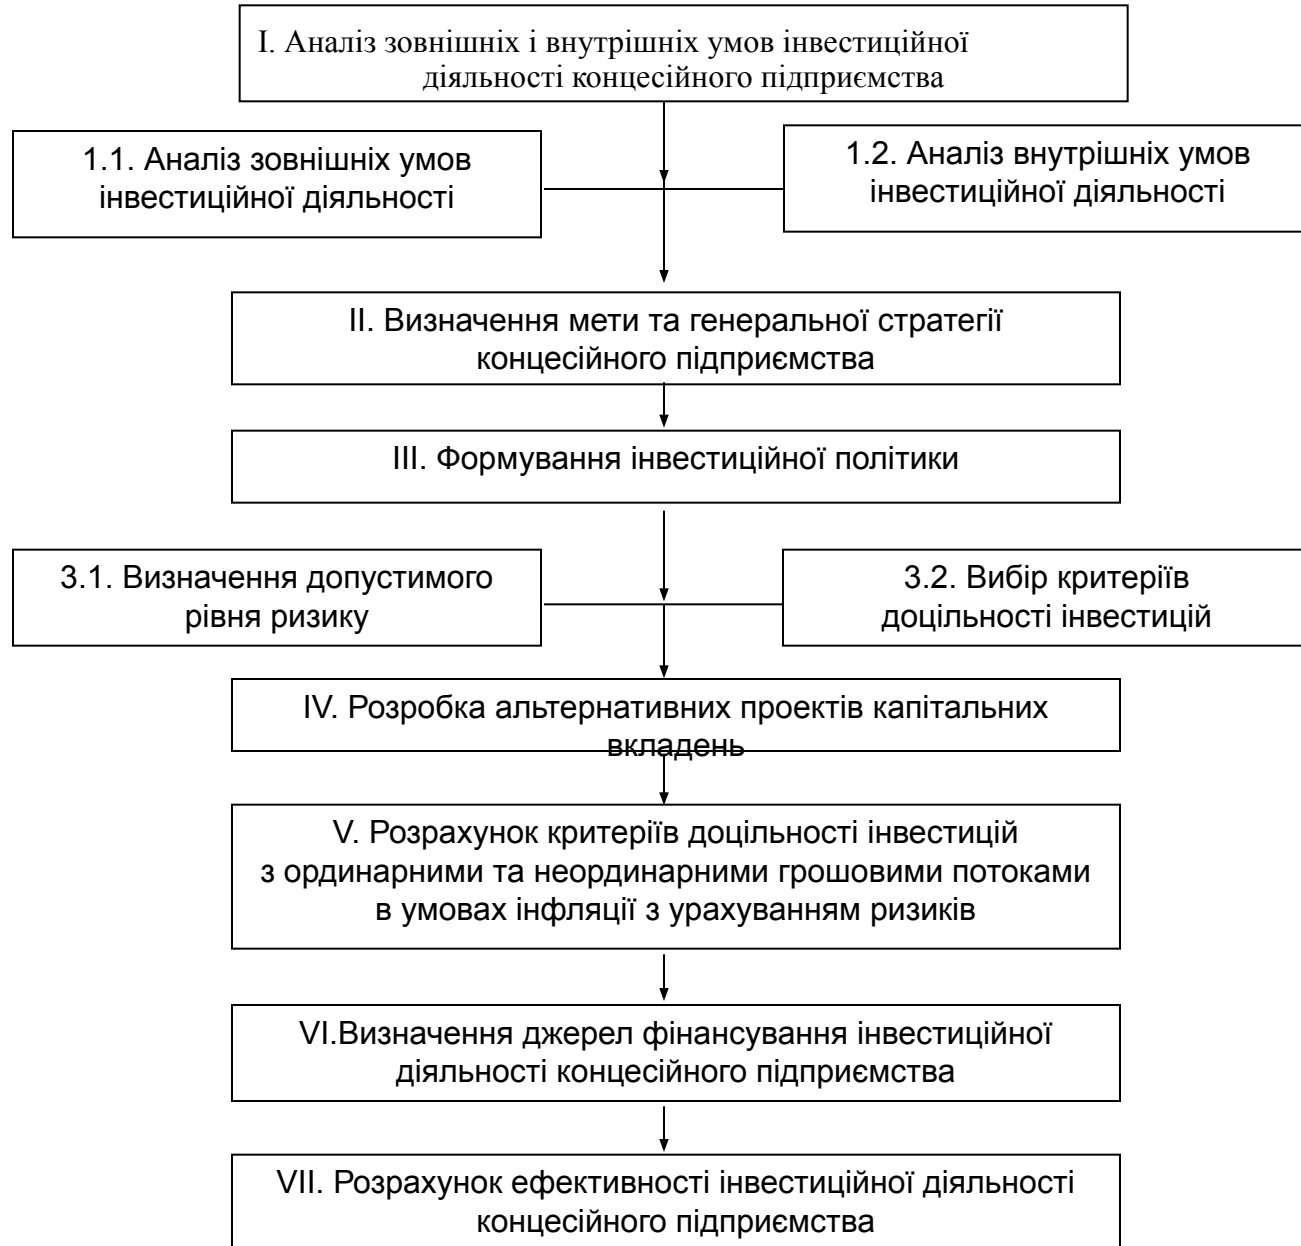 I. Аналіз зовнішніх і внутрішніх умов інвестиційної
діяльності концесійного підприємства
1.1. Аналіз зовнішніх умов
інвестиційної діяльності
1.2. Аналіз внутрішніх умов
інвестиційної діяльності
II. Визначення мети та генеральної стратегії
концесійного підприємства
III. Формування інвестиційної політики
3.1. Визначення допустимого
рівня ризику
3.2. Вибір критеріїв
доцільності інвестицій
IV. Розробка альтернативних проектів капітальних
вкладень
V. Розрахунок критеріїв доцільності інвестицій
з ординарними та неординарними грошовими потоками
в умовах інфляції з урахуванням ризиків
VI.Визначення джерел фінансування інвестиційної
діяльності концесійного підприємства
VII. Розрахунок ефективності інвестиційної діяльності
концесійного підприємства